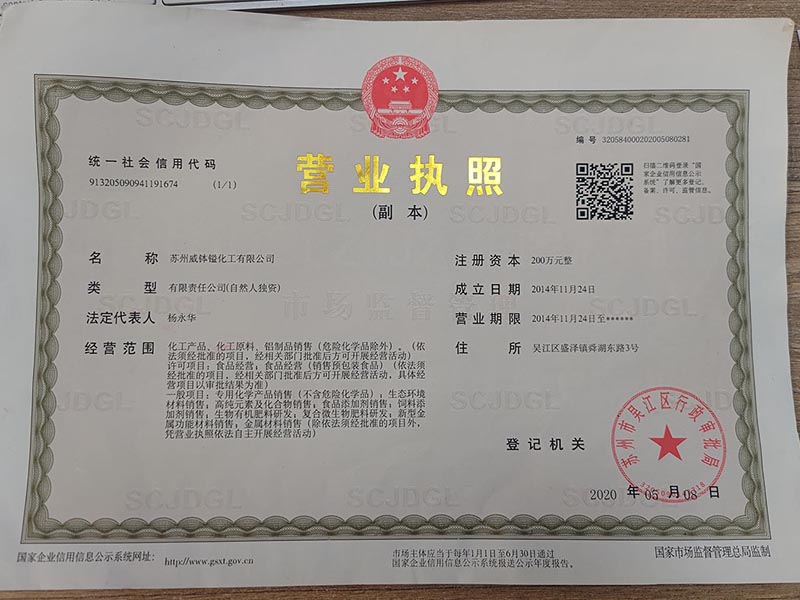 编 号 320584000202005080281
统一社会信用代码
913205090941191674 (1/1)
营业执照
(副 本)
扫描二维码登录“国
家企业信用信息公示
系统”了解更多登记、
备案、许可、监管信息。
名 称 苏州威钵镒化工有限公司
类 型 有限责任公司(自然人独资)
法定代表人 杨永华
经营范围 化工产品、化工原料、铝制品销售（危险化学品除外）。（依
法须经批准的项目，经相关部门批准后方可开展经营活动）
许可项目：食品经营；食品经营（销售预包装食品）（依法须
经批准的项目，经相关部门批准后方可开展经营活动，具体经
营项目以审批结果为准）
一般项目：专用化学产品销售（不含危险化学品）；生态环境
材料销售；高纯元素及化合物销售；食品添加剂销售；饲料添
加剂销售；生物有机肥料研发；复合微生物肥料研发；新型金
属功能材料销售；金属材料销售（除依法须经批准的项目外，
凭营业执照依法自主开展经营活动）
注册资本 200万元整
成立日期 2014年11月24日
营业期限 2014年11月24日至******
住 所 吴江区盛泽镇舜湖东路3号
登记机关
苏州市吴江区行政审批局
2020 年 05 月 08 日
国家企业信用信息公示系统网址： http://www.gsxt.gov.cn
市场主体应当于每年1月1日至6月30日通过
国家企业信用信息公示系统报送公示年度报告。
国家市场监督管理总局监制
SCJDGL
市场监督管理